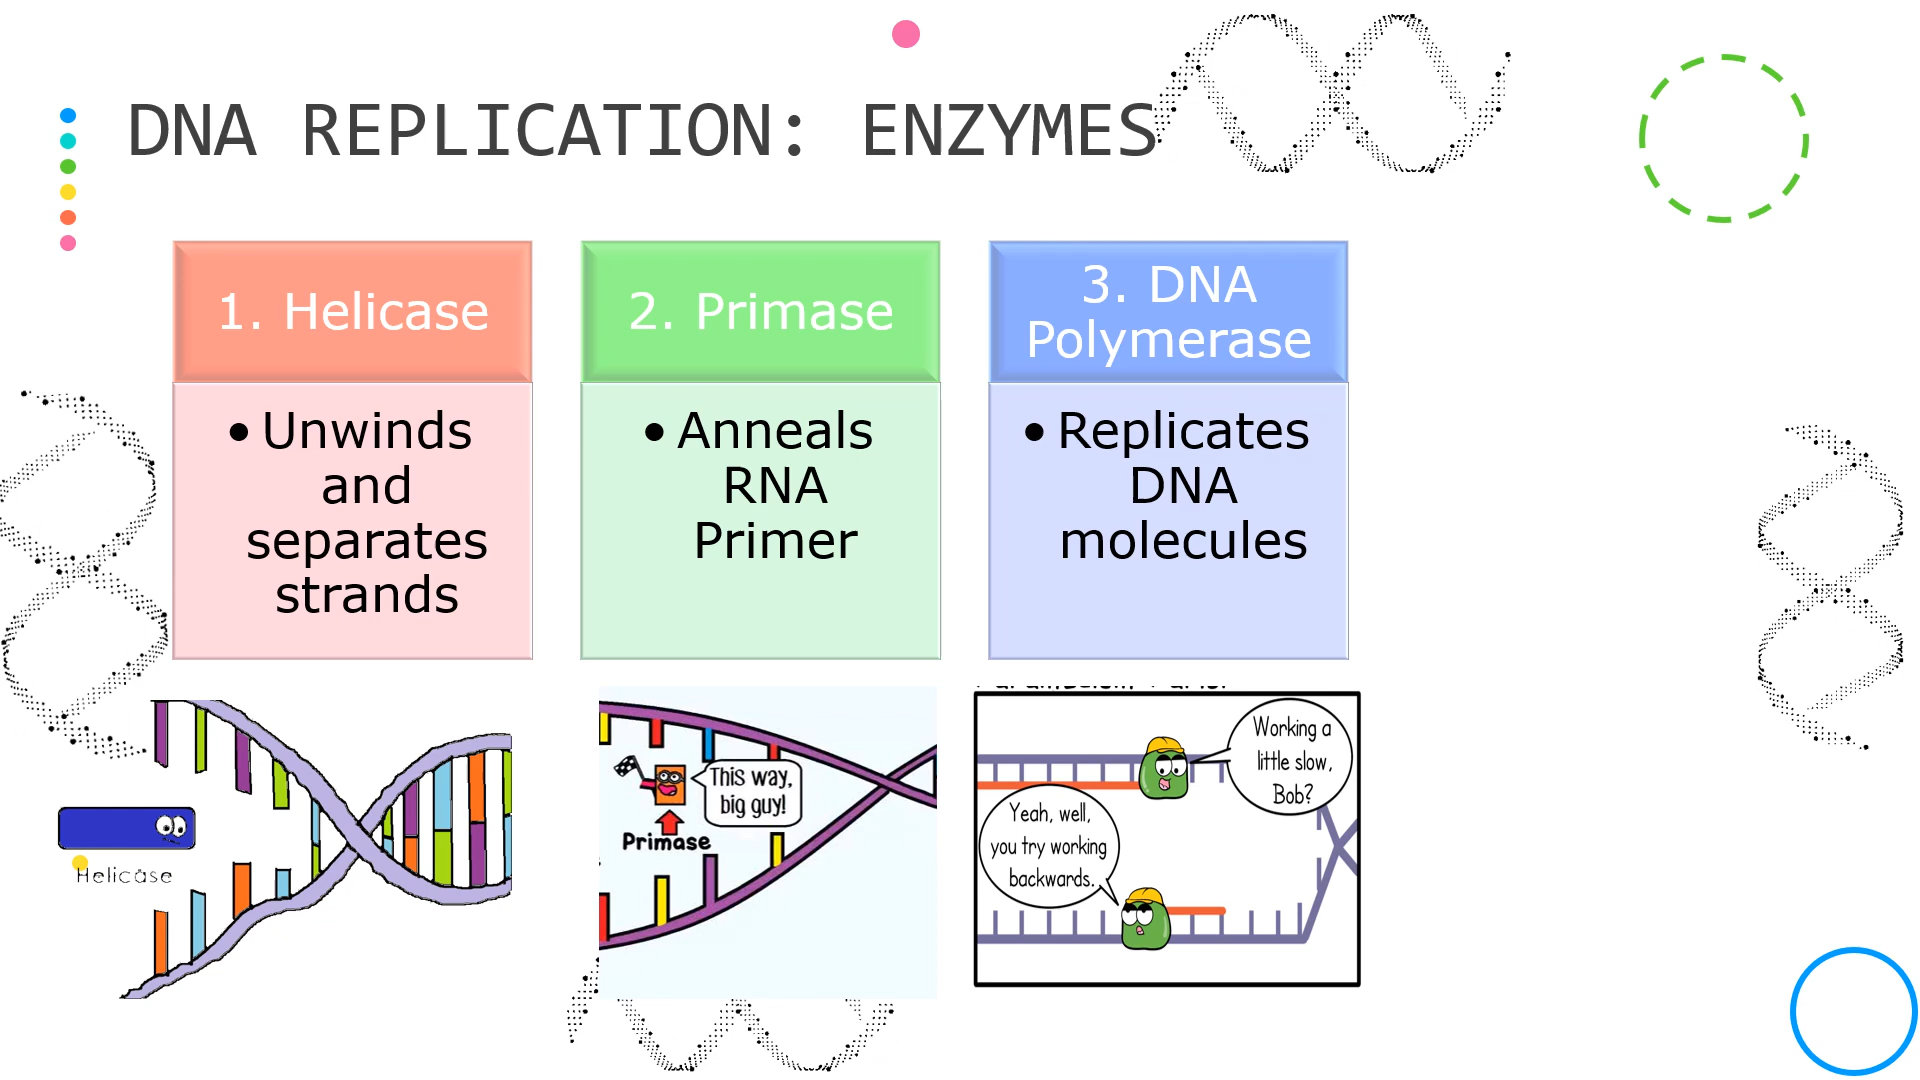 DNA REPLICATION: ENZYMES
1. Helicase
• Unwinds
and
separates
strands
2. Primase
• Anneals
RNA
Primer
3. DNA
Polymerase
• Replicates
DNA
molecules
Helicase
This way,
big guy!
Primase
Working a
little slow,
Bob?
Yeah, well,
you try working
backwards.